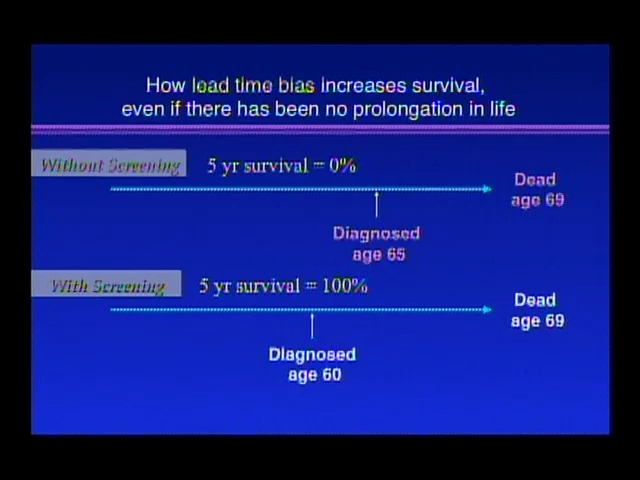 How lead time bias increases survival,
even if there has been no prolongation in life
Without Screening
5 yr survival = 0%
Dead
age 69
Diagnosed
age 65
With Screening
5 yr survival = 100%
Dead
age 69
Diagnosed
age 60